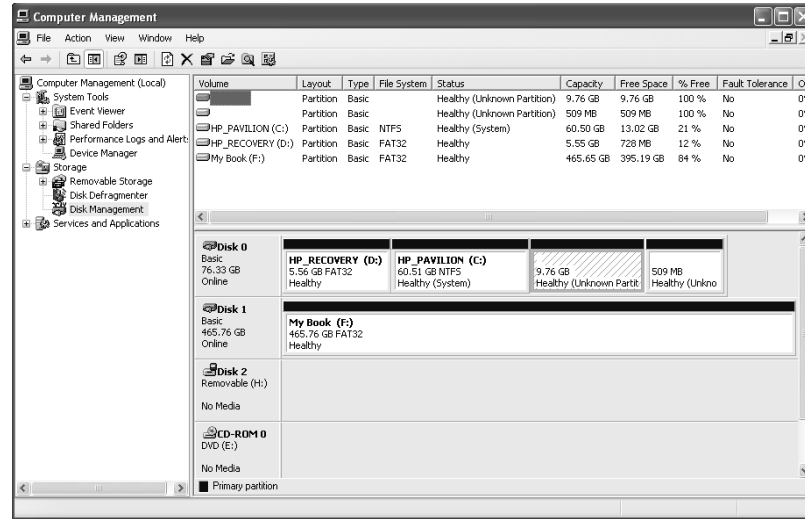 Computer Management
File Action View Window Help
Computer Management (Local)
System Tools
Event Viewer
Shared Folders
Performance Logs and Alert
Device Manager
Storage
Removable Storage
Disk Defragmenter
Disk Management
Services and Applications
Volume Layout Type File System Status Capacity Free Space % Free Fault Tolerance O
Partition Basic Healthy (Unknown Partition) 9.76 GB 9.76 GB 100 % No 0
Partition Basic Healthy (Unknown Partition) 509 MB 509 MB 100 % No 0
HP_PAVILION (C:) Partition Basic NTFS Healthy (System) 60.50 GB 13.02 GB 21 % No 0
HP_RECOVERY (D:) Partition Basic FAT32 Healthy 5.55 GB 728 MB 12 % No 0
My Book (F:) Partition Basic FAT32 Healthy 465.65 GB 395.19 GB 84 % No 0
Disk 0
Basic
76.33 GB
Online
HP_RECOVERY (D:)
5.56 GB FAT32
Healthy
HP_PAVILION (C:)
60.51 GB NTFS
Healthy (System)
9.76 GB
Healthy (Unknown Partit
509 MB
Healthy (Unkno
Disk 1
Basic
465.76 GB
Online
My Book (F:)
465.76 GB FAT32
Healthy
Disk 2
Removable (H:)
No Media
CD-ROM 0
DVD (E:)
No Media
Primary partition